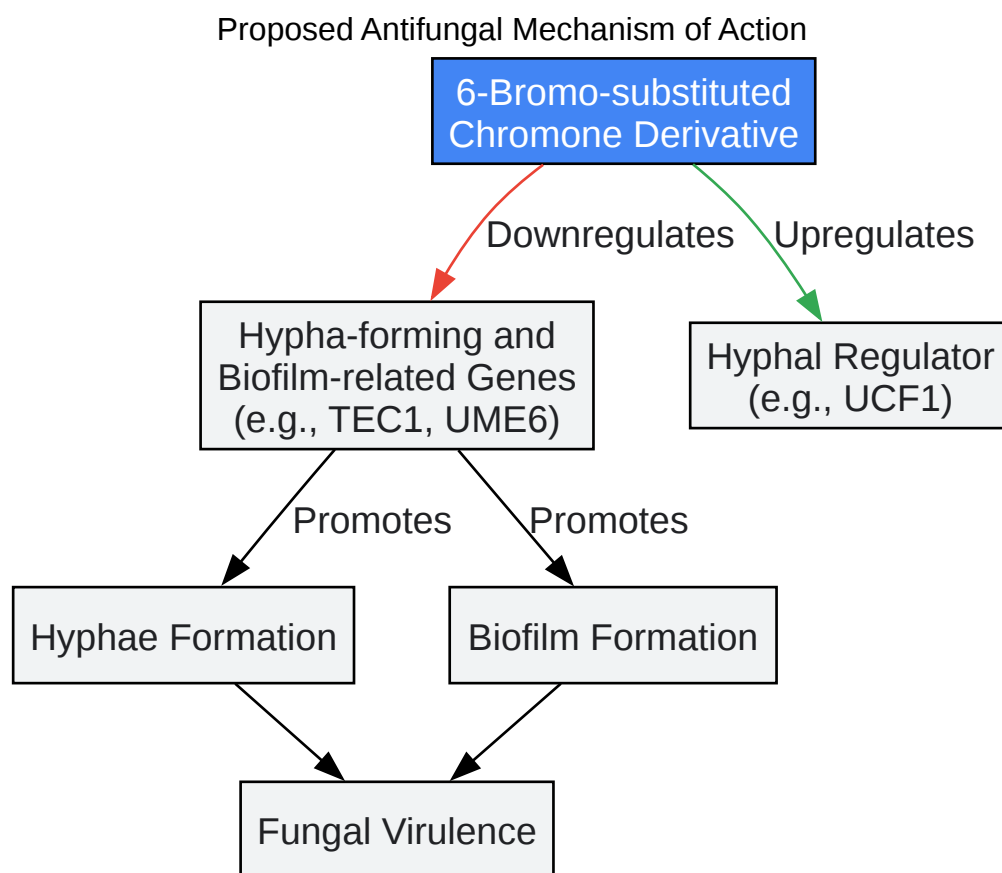 Proposed Antifungal Mechanism of Action
6-Bromo-substituted
Chromone Derivative
Downregulates
Upregulates
Hypha-forming and
Biofilm-related Genes
(e.g., TEC1, UME6)
Hyphal Regulator
(e.g., UCF1)
Promotes
Promotes
Hyphae Formation
Biofilm Formation
Fungal Virulence